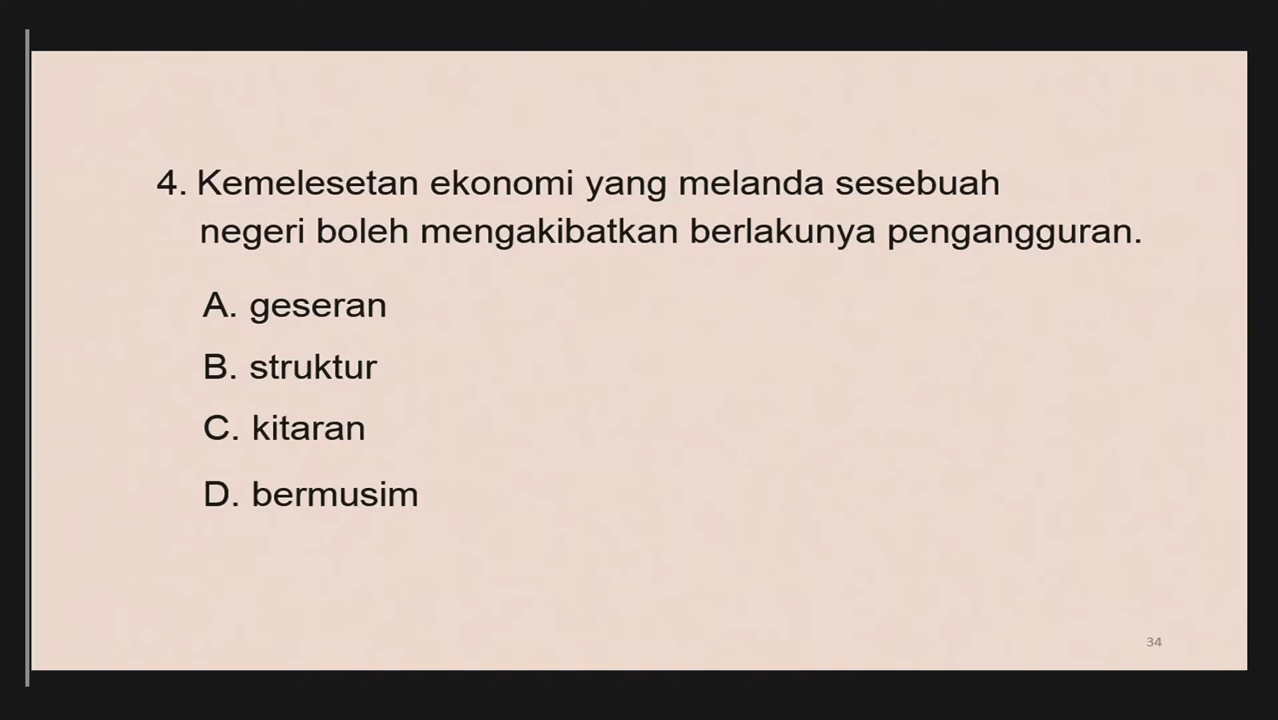 4. Kemelesetan ekonomi yang melanda sesebuah
negeri boleh mengakibatkan berlakunya pengangguran.
A. geseran
B. struktur
C. kitaran
D. bermusim
34